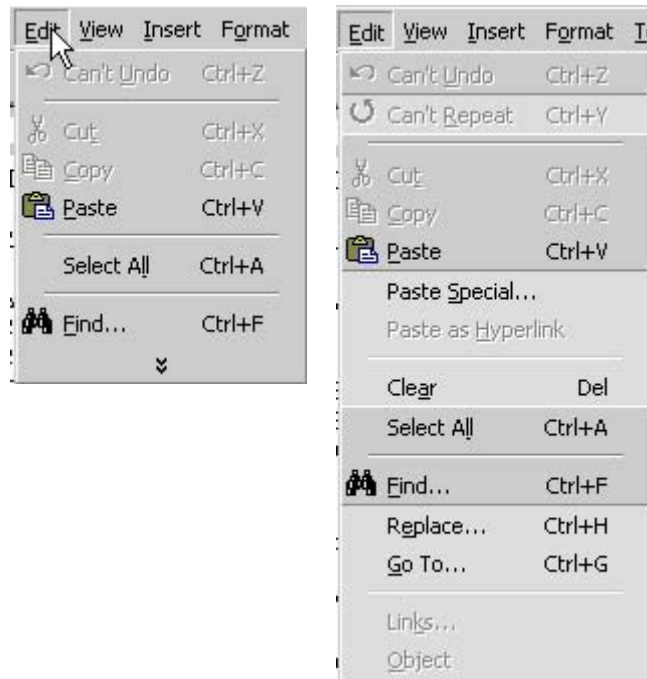 Edit View Insert Format
Can't Undo Ctrl+Z
Cut Ctrl+X
Copy Ctrl+C
Paste Ctrl+V
Select All Ctrl+A
Find... Ctrl+F
Edit View Insert Format
Can't Undo Ctrl+Z
Can't Repeat Ctrl+Y
Cut Ctrl+X
Copy Ctrl+C
Paste Ctrl+V
Paste Special...
Paste as Hyperlink
Clear Del
Select All Ctrl+A
Find... Ctrl+F
Replace... Ctrl+H
Go To... Ctrl+G
Links...
Object